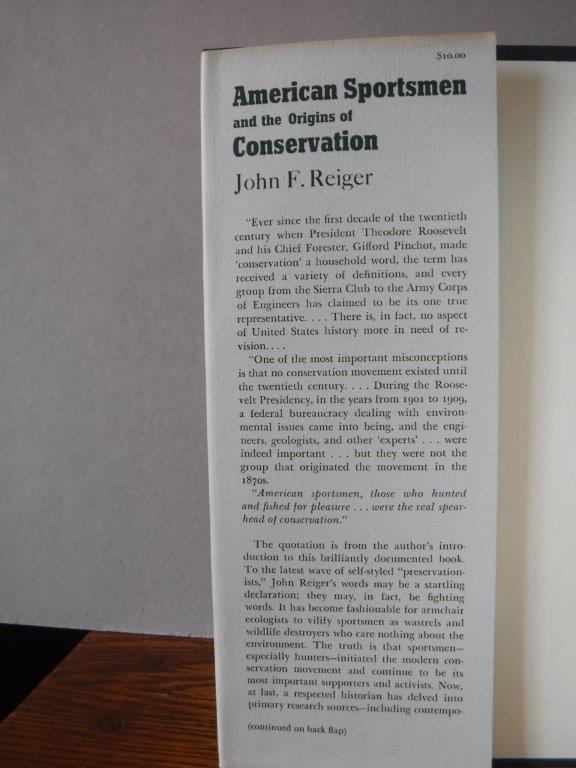 $10.00
American Sportsmen
and the Origins of
Conservation
John F. Reiger
"Ever since the first decade of the twentieth
century when President Theodore Roosevelt
and his Chief Forester, Gifford Pinchot, made
'conservation' a household word, the term has
received a variety of definitions, and every
group from the Sierra Club to the Army Corps
of Engineers has claimed to be its one true
representative. . . . There is, in fact, no aspect
of United States history more in need of re-
vision. . . .
"One of the most important misconceptions
is that no conservation movement existed until
the twentieth century. . . . During the Roose-
velt Presidency, in the years from 1901 to 1909,
a federal bureaucracy dealing with environ-
mental issues came into being, and the engi-
neers, geologists, and other 'experts' . . . were
indeed important . . . but they were not the
group that originated the movement in the
1870s.
"American sportsmen, those who hunted
and fished for pleasure . . . were the real spear-
head of conservation."
The quotation is from the author's intro-
duction to this brilliantly documented book.
To the latest wave of self-styled "preservation-
ists," John Reiger's words may be a startling
declaration; they may, in fact, be fighting
words. It has become fashionable for armchair
ecologists to vilify sportsmen as wastrels and
wildlife destroyers who care nothing about the
environment. The truth is that sportsmen—
especially hunters—initiated the modern con-
servation movement and continue to be its
most important supporters and activists. Now,
at last, a respected historian has delved into
primary research sources—including contempo-
(continued on back flap)